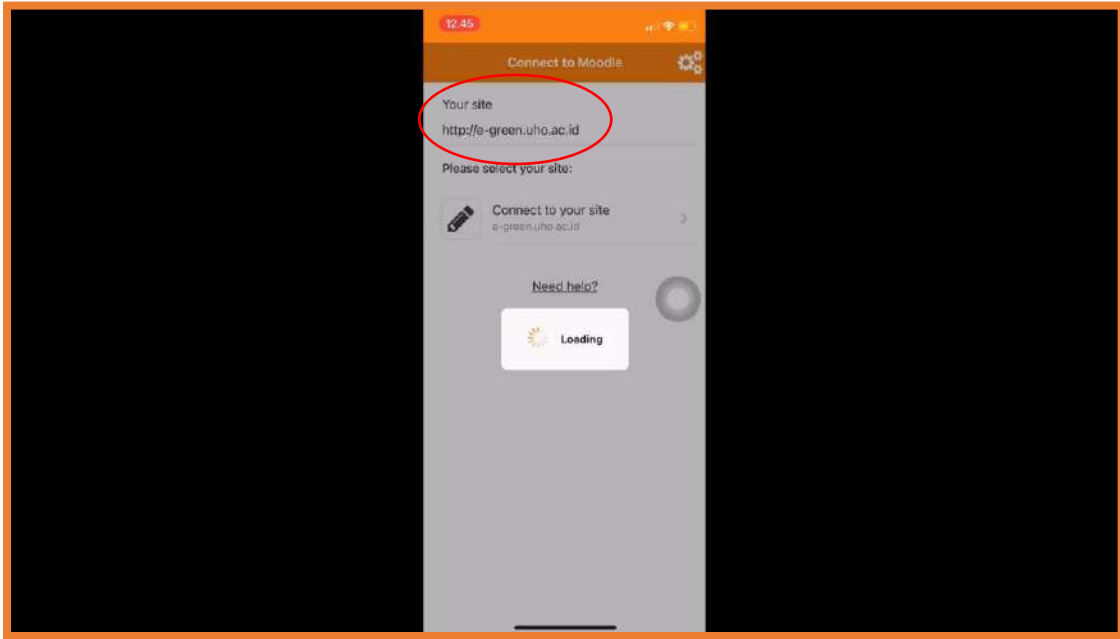 12.45
Connect to Moodle
Your site
http://e-green.uho.ac.id
Please select your site:
Connect to your site
e-green.uho.ac.id
Need help?
Loading